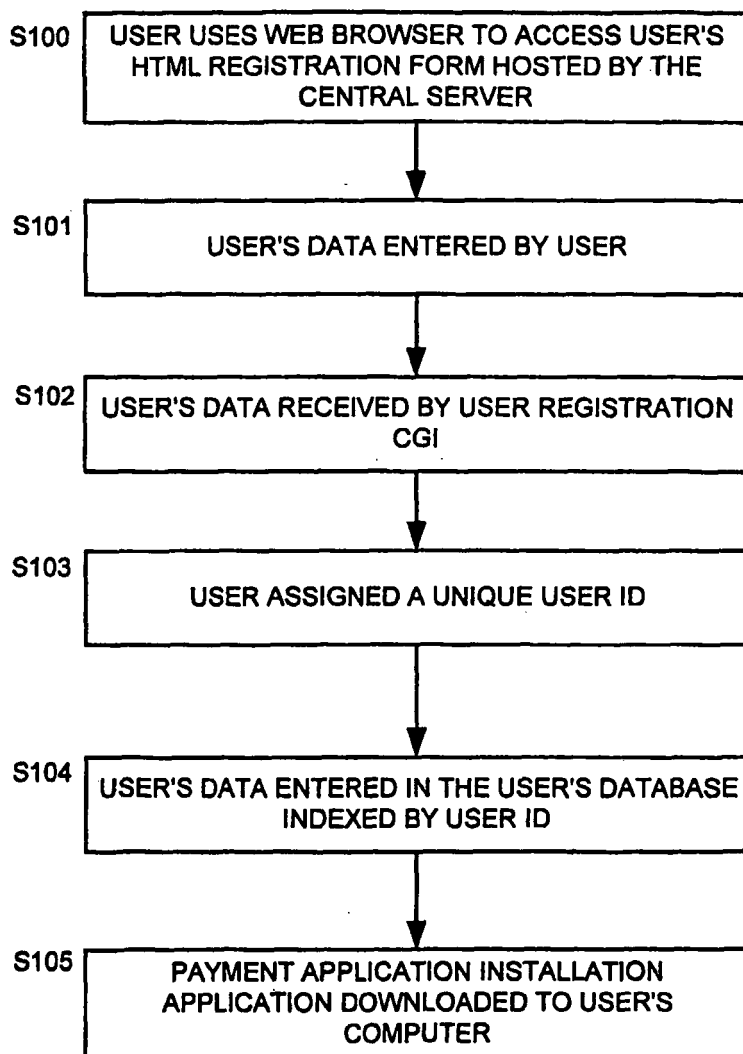 S100
USER USES WEB BROWSER TO ACCESS USER'S
HTML REGISTRATION FORM HOSTED BY THE
CENTRAL SERVER
S101
USER'S DATA ENTERED BY USER
S102
USER'S DATA RECEIVED BY USER REGISTRATION
CGI
S103
USER ASSIGNED A UNIQUE USER ID
S104
USER'S DATA ENTERED IN THE USER'S DATABASE
INDEXED BY USER ID
S105
PAYMENT APPLICATION INSTALLATION
APPLICATION DOWNLOADED TO USER'S
COMPUTER